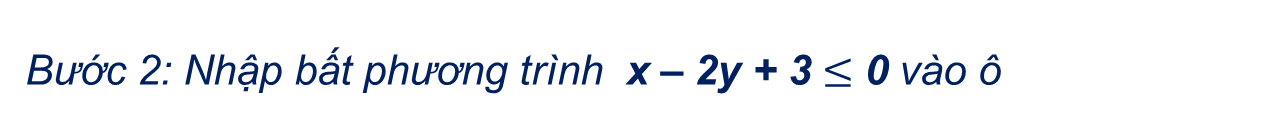 Bước 2: Nhập bất phương trình x – 2y + 3 ≤ 0 vào ô